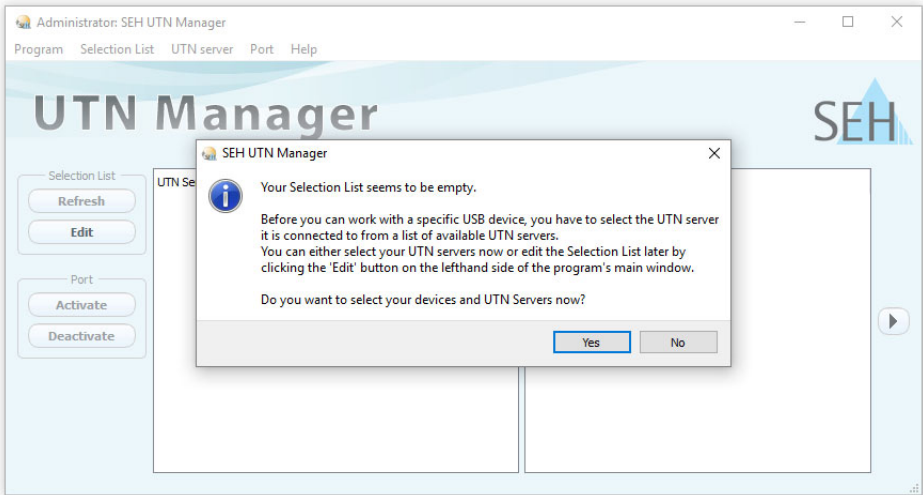 Administrator: SEH UTN Manager
Program Selection List UTN server Port Help
UTN Manager
SEH
SEH UTN Manager
Your Selection List seems to be empty.
Before you can work with a specific USB device, you have to select the UTN server
it is connected to from a list of available UTN servers.
You can either select your UTN servers now or edit the Selection List later by
clicking the 'Edit' button on the lefthand side of the program's main window.
Do you want to select your devices and UTN Servers now?
Yes No
Selection List
Refresh
Edit
Port
Activate
Deactivate
UTN Se